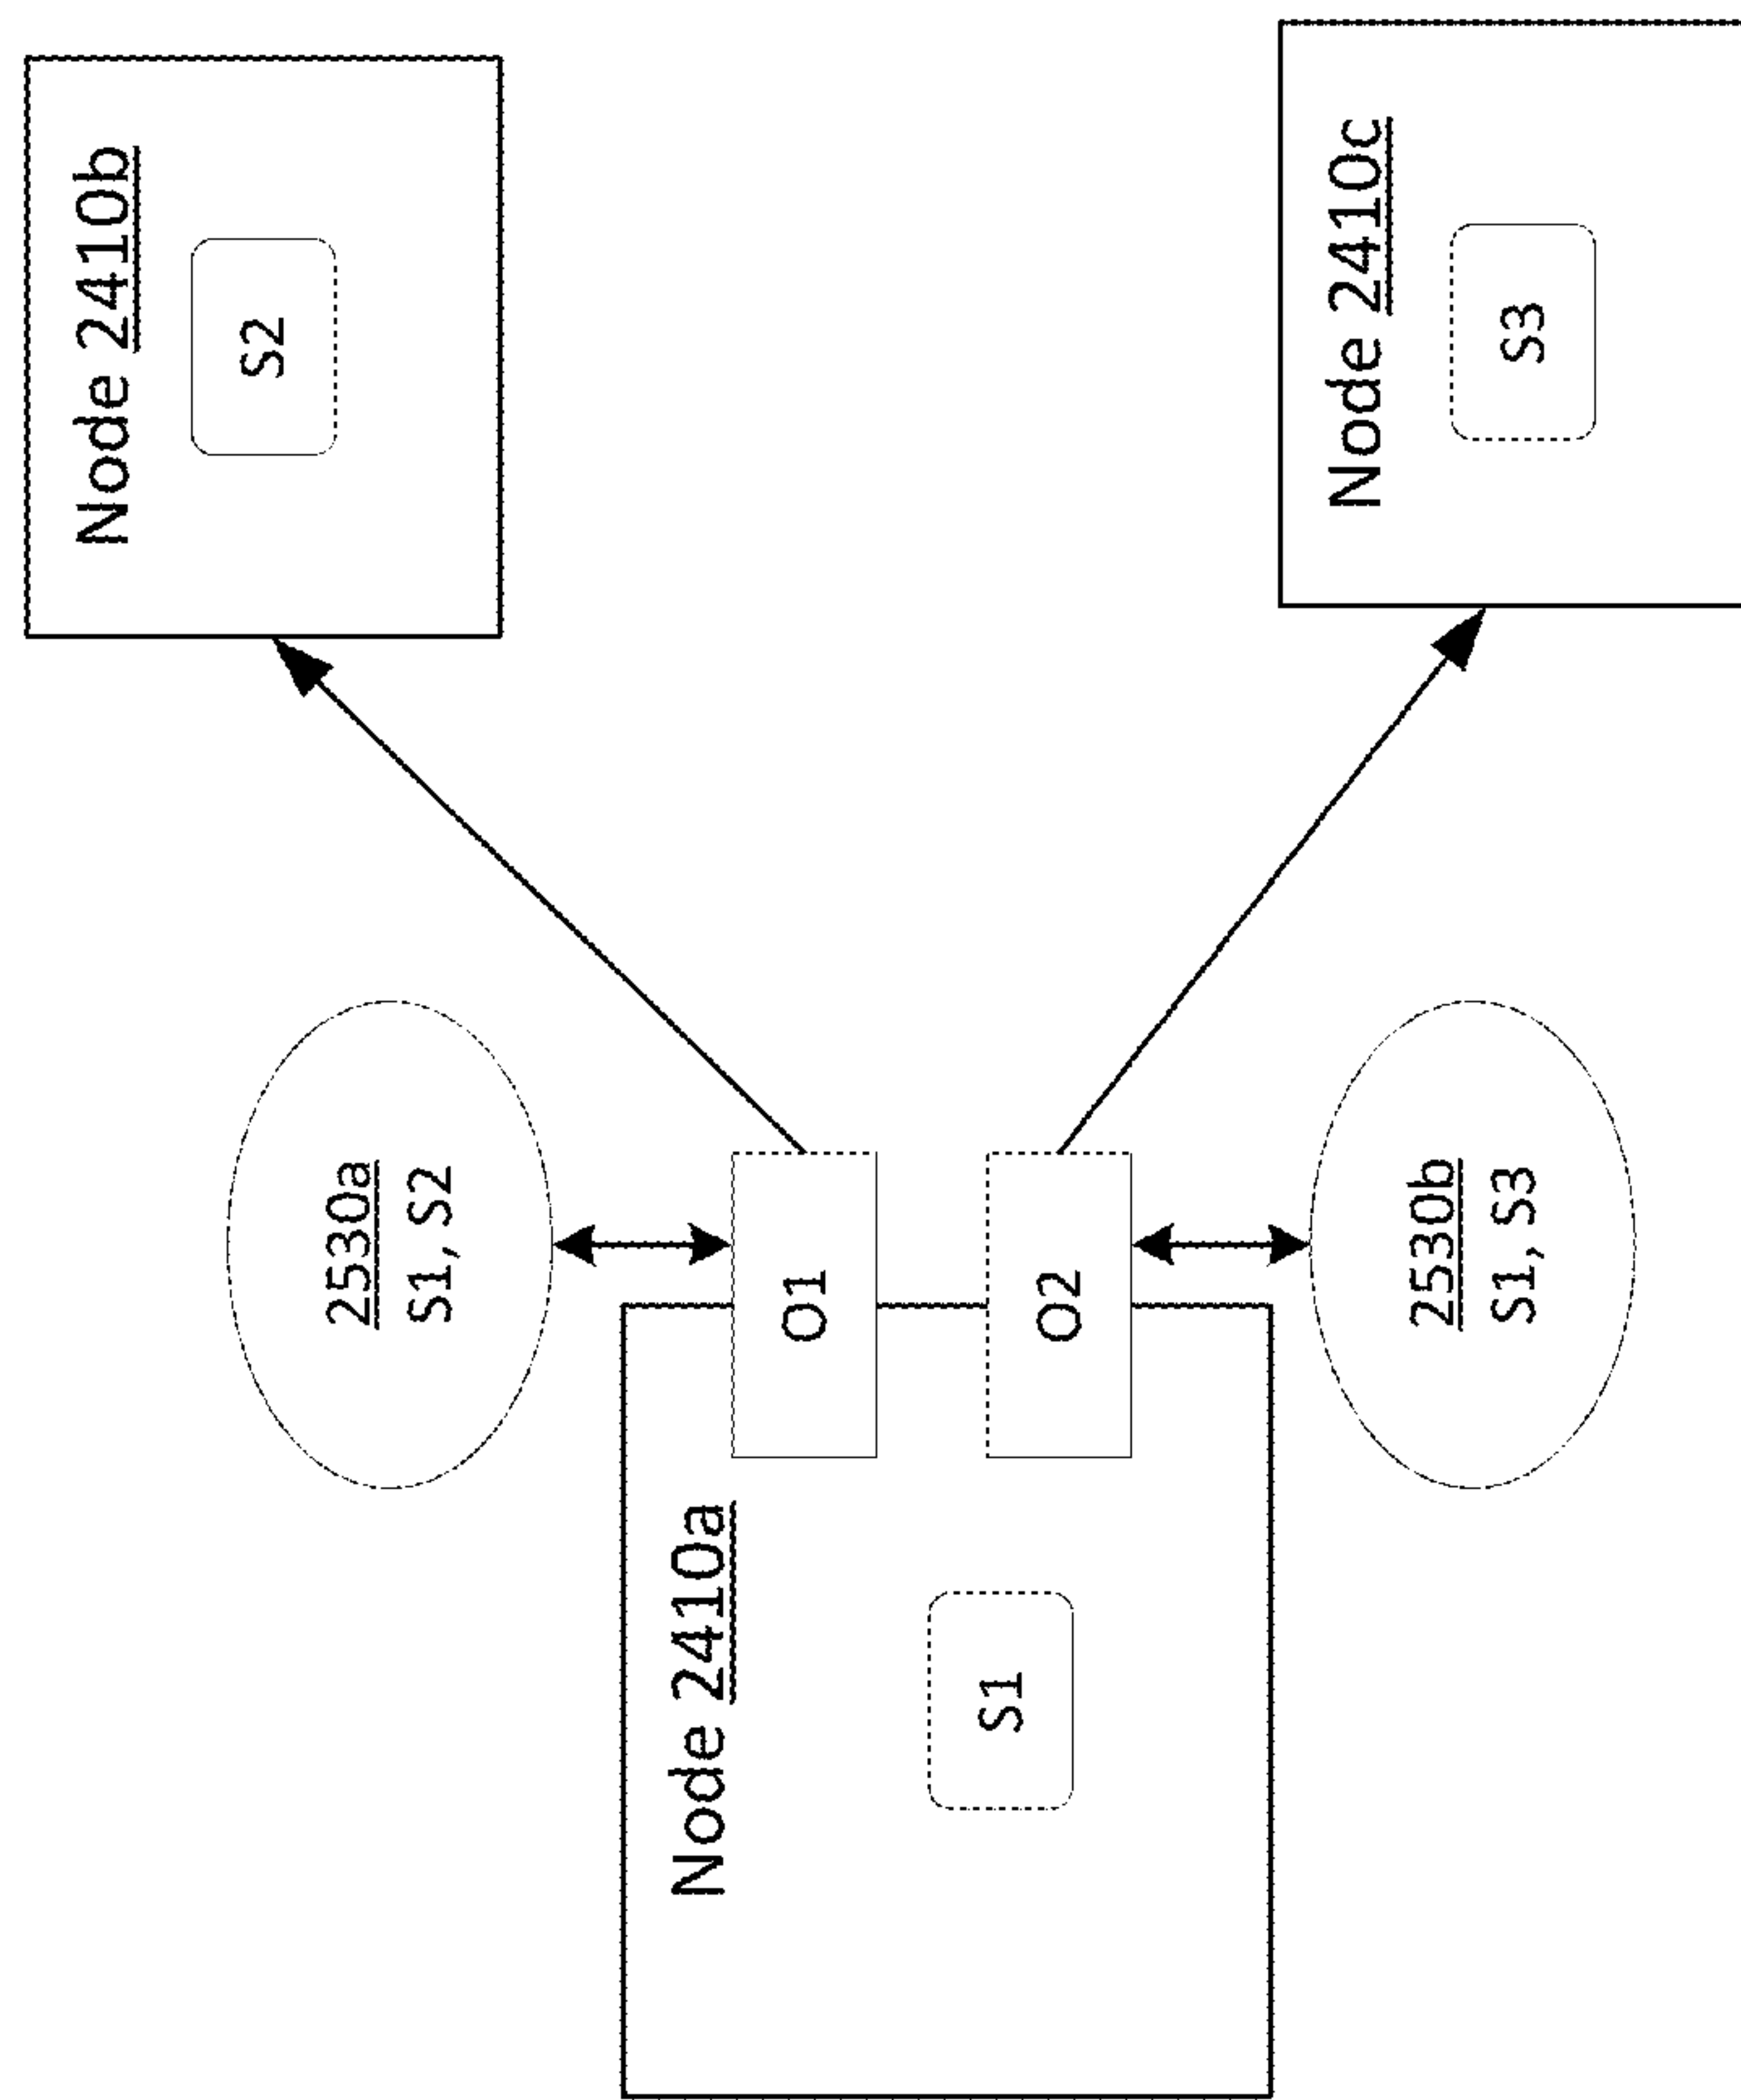 Node 2410a
S1
O1
O2
2530a
S1, S2
2530b
S1, S3
Node 2410b
S2
Node 2410c
S3